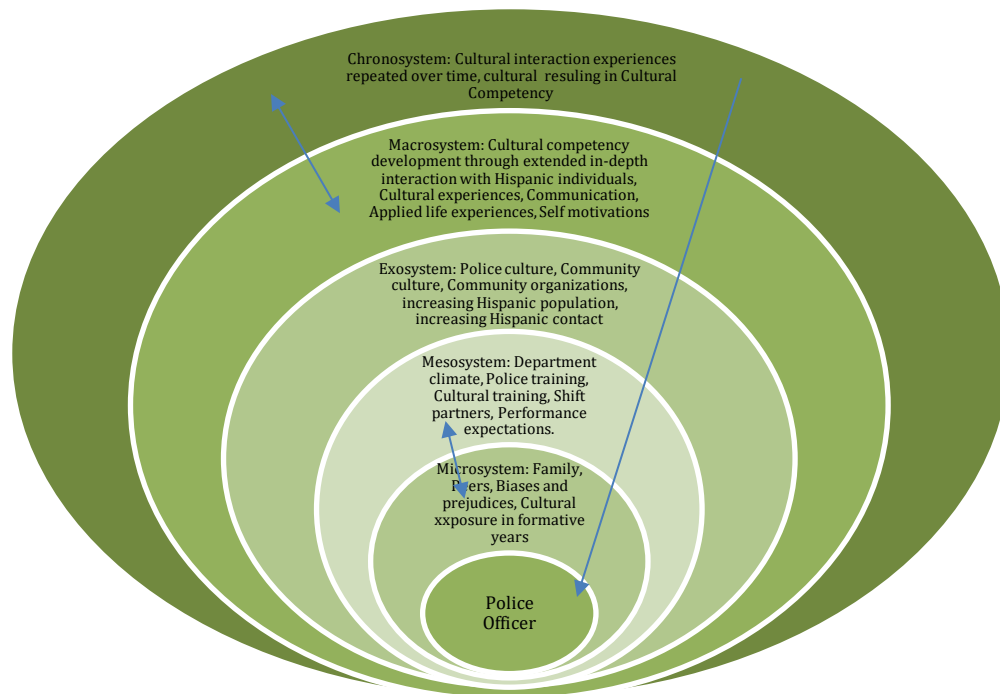 Chronosystem: Cultural interaction experiences
repeated over time, cultural resuling in Cultural
Competency
Macrosystem: Cultural competency
development through extended in-depth
interaction with Hispanic individuals,
Cultural experiences, Communication,
Applied life experiences, Self motivations
Exosystem: Police culture, Community
culture, Community organizations,
increasing Hispanic population,
increasing Hispanic contact
Mesosystem: Department
climate, Police training,
Cultural training, Shift
partners, Performance
expectations.
Microsystem: Family,
Peers, Biases and
prejudices, Cultural
xxposure in formative
years
Police
Officer